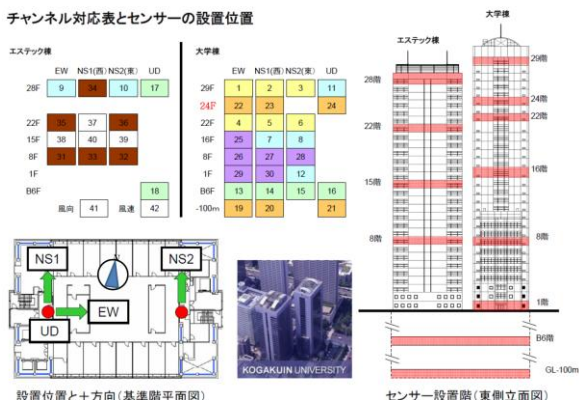 チャンネル対応表とセンサーの設置位置
エステック棟
EW NS1(西) NS2(東) UD
28F 9 34 10 17
22F 35 37 36
15F 38 40 39
8F 31 33 32
1F
B6F 18
風向 41 風速 42
大学棟
EW NS1(西) NS2(東) UD
29F 1 2 3 11
24F 22 23 24
22F 4 5 6
16F 25 7 8
8F 26 27 28
1F 29 30 12
B6F 13 14 15 16
-100m 19 20 21
NS1
NS2
EW
UD
設置位置と+方向(基準階平面図)
KOGAKUIN UNIVERSITY
エステック棟
28階
22階
15階
8階
大学棟
29階
24階
22階
16階
8階
1階
B6階
GL-100m
センサー設置階(東側立面図)